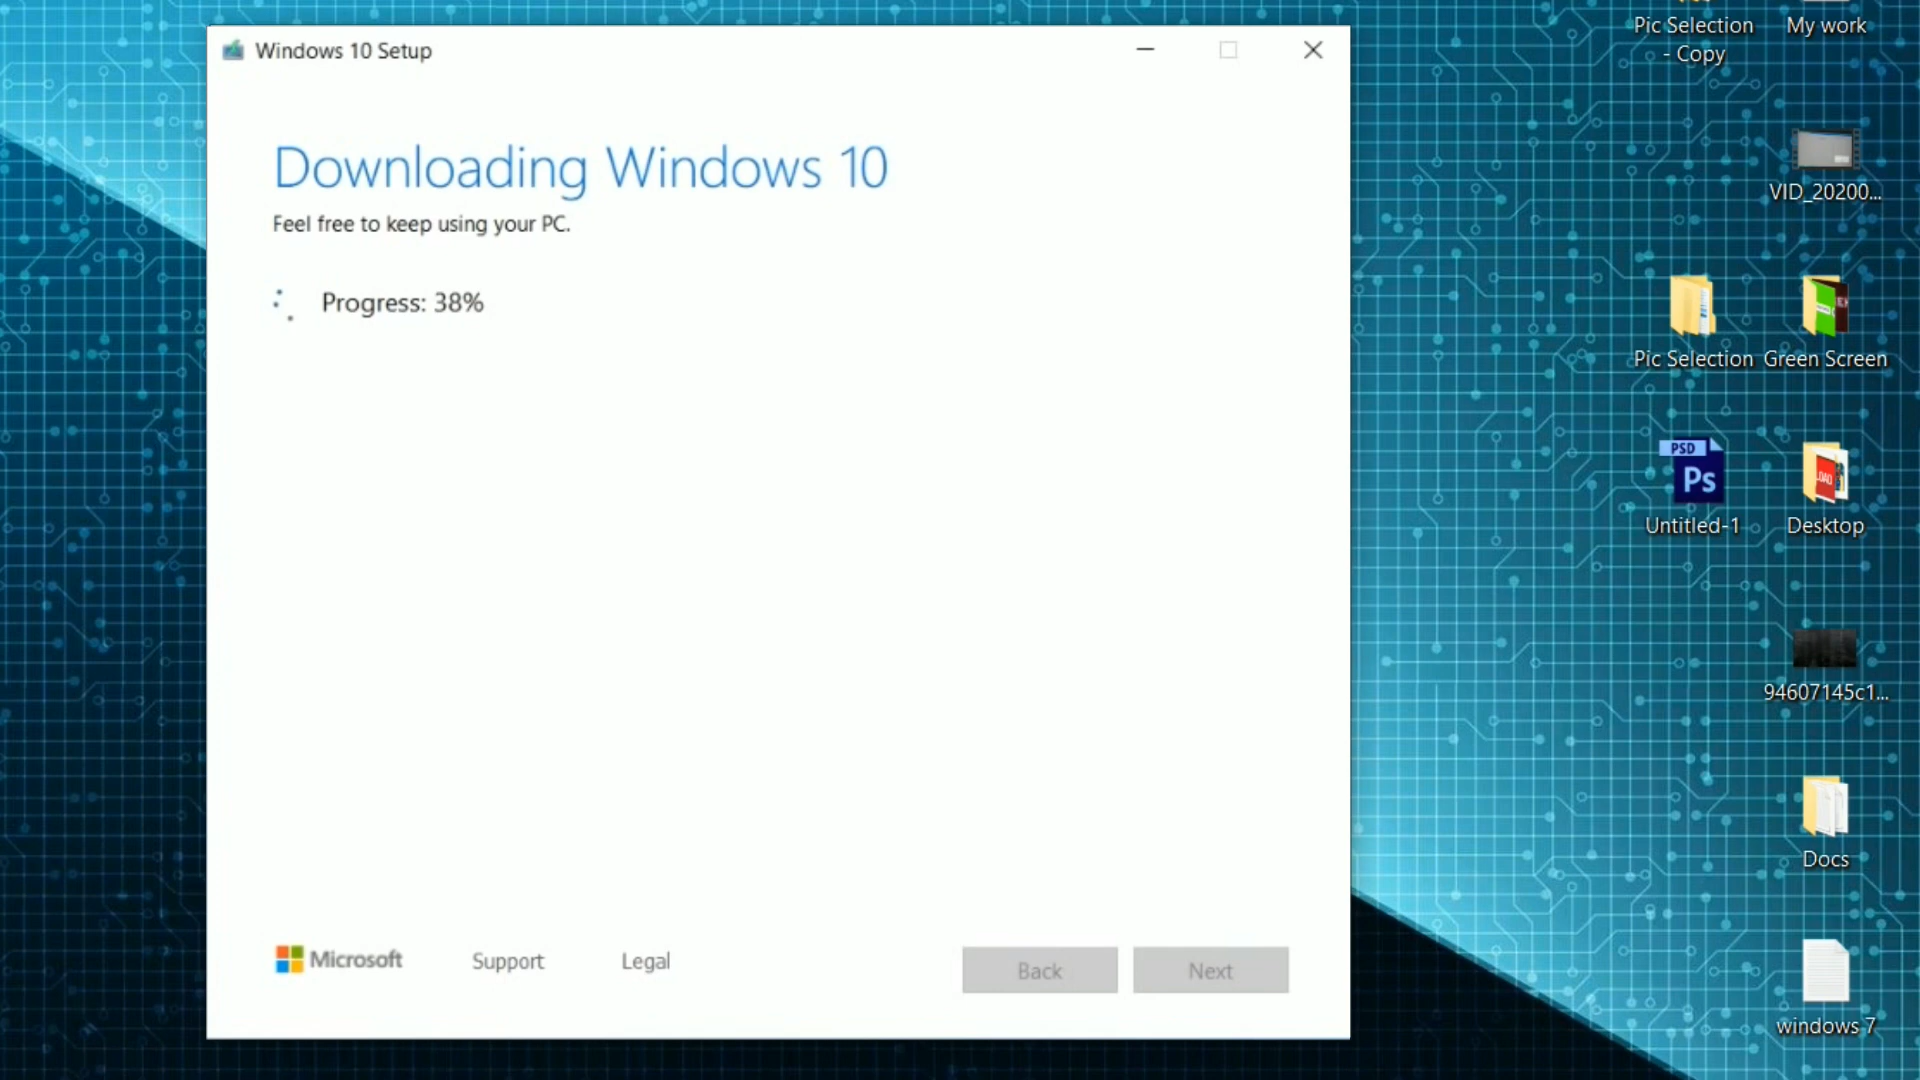 Windows 10 Setup
Downloading Windows 10
Feel free to keep using your PC.
Progress: 38%
Microsoft
Support
Legal
Back
Next
Pic Selection
- Copy
My work
VID_20200...
Pic Selection
Green Screen
PSD
Ps
Untitled-1
LOAD
Desktop
94607145c1...
Docs
windows 7